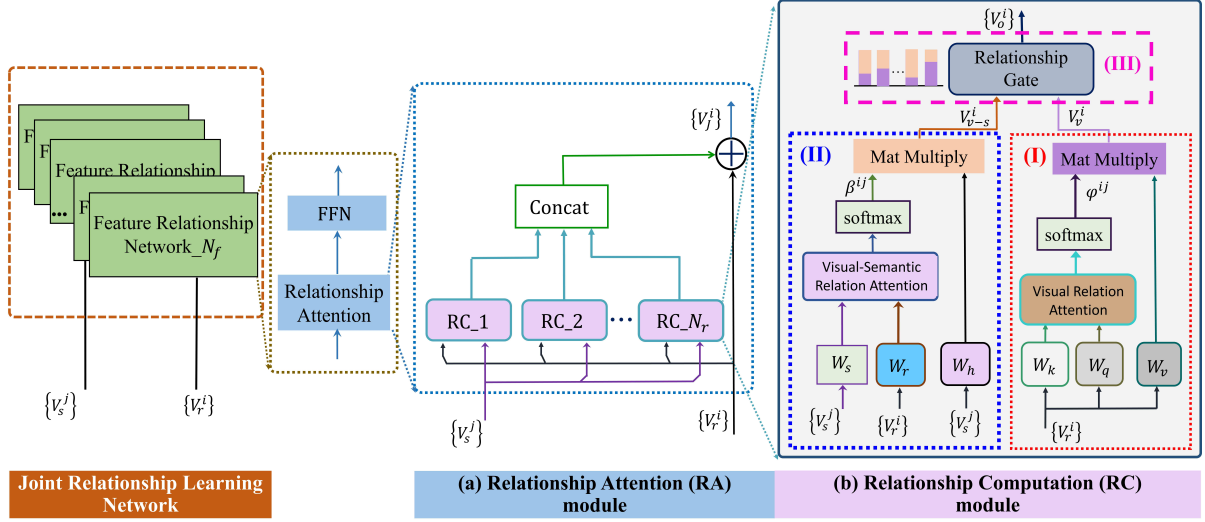 F
F
Feature Relationship
...
F
Feature Relationship
Network_N_f
{V_s^j}
{V_r^i}
FFN
Relationship
Attention
{V_f^i}
Concat
RC_1
RC_2
...
RC_N_r
{V_s^j}
{V_r^i}
{V_o^i}
...
Relationship
Gate
(III)
V_{v-s}^i
V_v^i
(II)
Mat Multiply
β^{ij}
softmax
Visual-Semantic
Relation Attention
W_s
W_r
W_h
{V_s^j}
{V_r^i}
{V_s^j}
(I)
Mat Multiply
φ^{ij}
softmax
Visual Relation
Attention
W_k
W_q
W_v
{V_r^i}
Joint Relationship Learning
Network
(a) Relationship Attention (RA)
module
(b) Relationship Computation (RC)
module